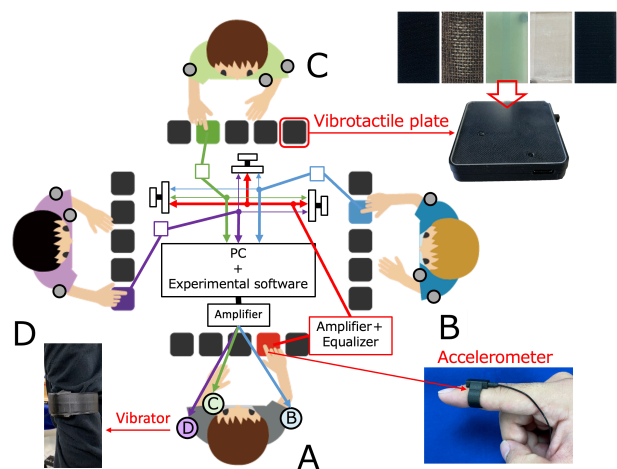 C
Vibrotactile plate
PC
+
Experimental software
Amplifier
Amplifier+
Equalizer
D
B
Accelerometer
Vibrator
C
D
B
A